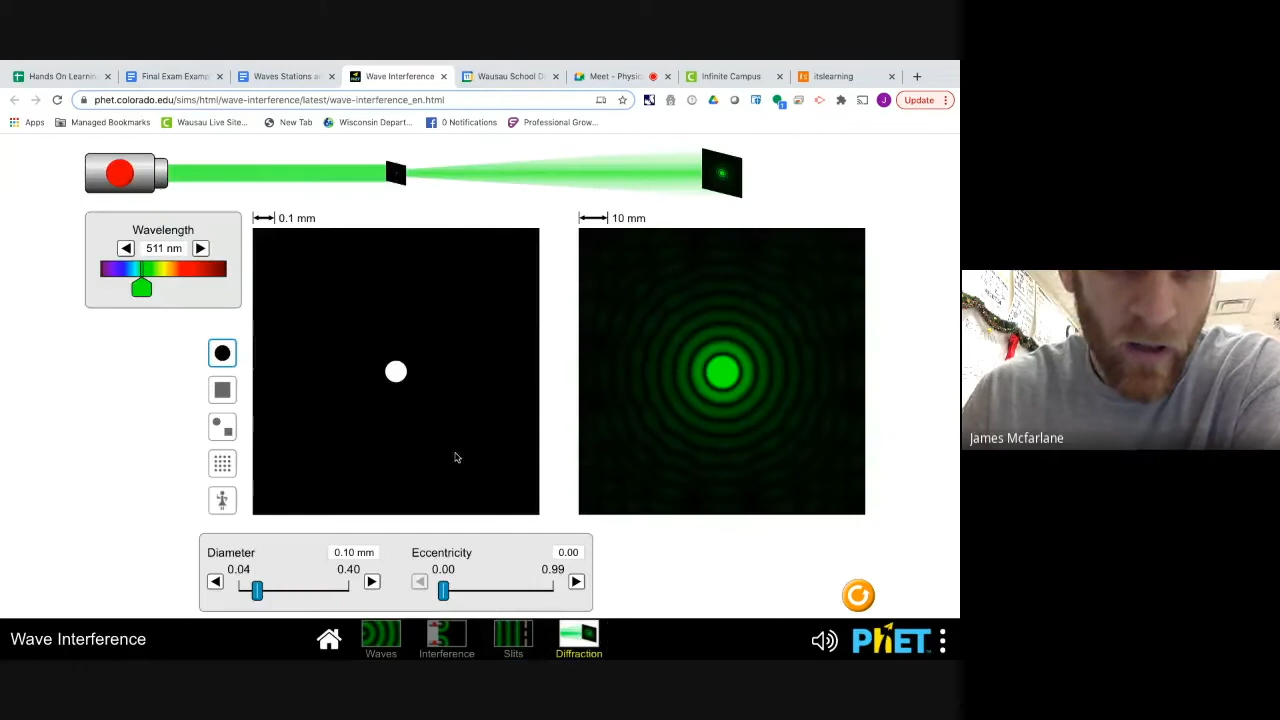 Hands On Learnin
Final Exam Examp
Waves Stations an
Wave Interference
Wausau School Di
Meet – Physic
Infinite Campus
itslearning
phet.colorado.edu/sims/html/wave-interference/latest/wave-interference_en.html
Update
Apps
Managed Bookmarks
Wausau Live Site...
New Tab
Wisconsin Depart...
0 Notifications
Professional Grow...
0.1 mm
10 mm
Wavelength
511 nm
James Mcfarlane
Diameter
0.10 mm
Eccentricity
0.00
0.04
0.40
0.00
0.99
Wave Interference
Waves
Interference
Slits
Diffraction
PhET